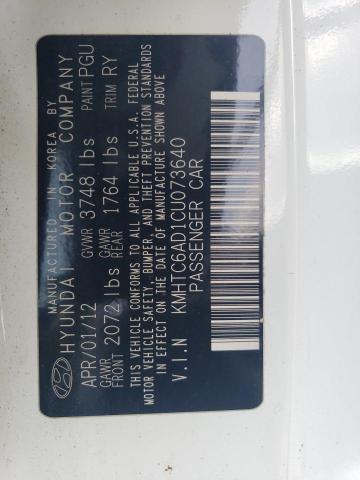 MANUFACTURED IN KOREA BY
HYUNDAI MOTOR COMPANY
APR/01/12 GVWR 3748 lbs PAINT PGU
GAWR FRONT 2072 lbs GAWR REAR 1764 lbs TRIM RY
THIS VEHICLE CONFORMS TO ALL APPLICABLE U.S.A. FEDERAL
MOTOR VEHICLE SAFETY, BUMPER, AND THEFT PREVENTION STANDARDS
IN EFFECT ON THE DATE OF MANUFACTURE SHOWN ABOVE
V.I.N KMHTC6AD1CU073640
PASSENGER CAR